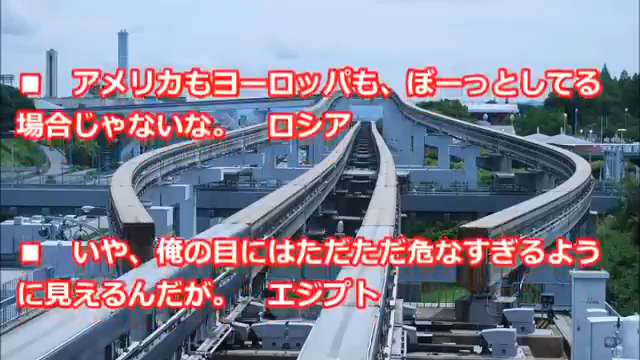 ■　アメリカもヨーロッパも、ぼーっとしてる
場合じゃないな。　ロシア
■　いや、俺の目にはただただ危なすぎるよう
に見えるんだが。　エジプト